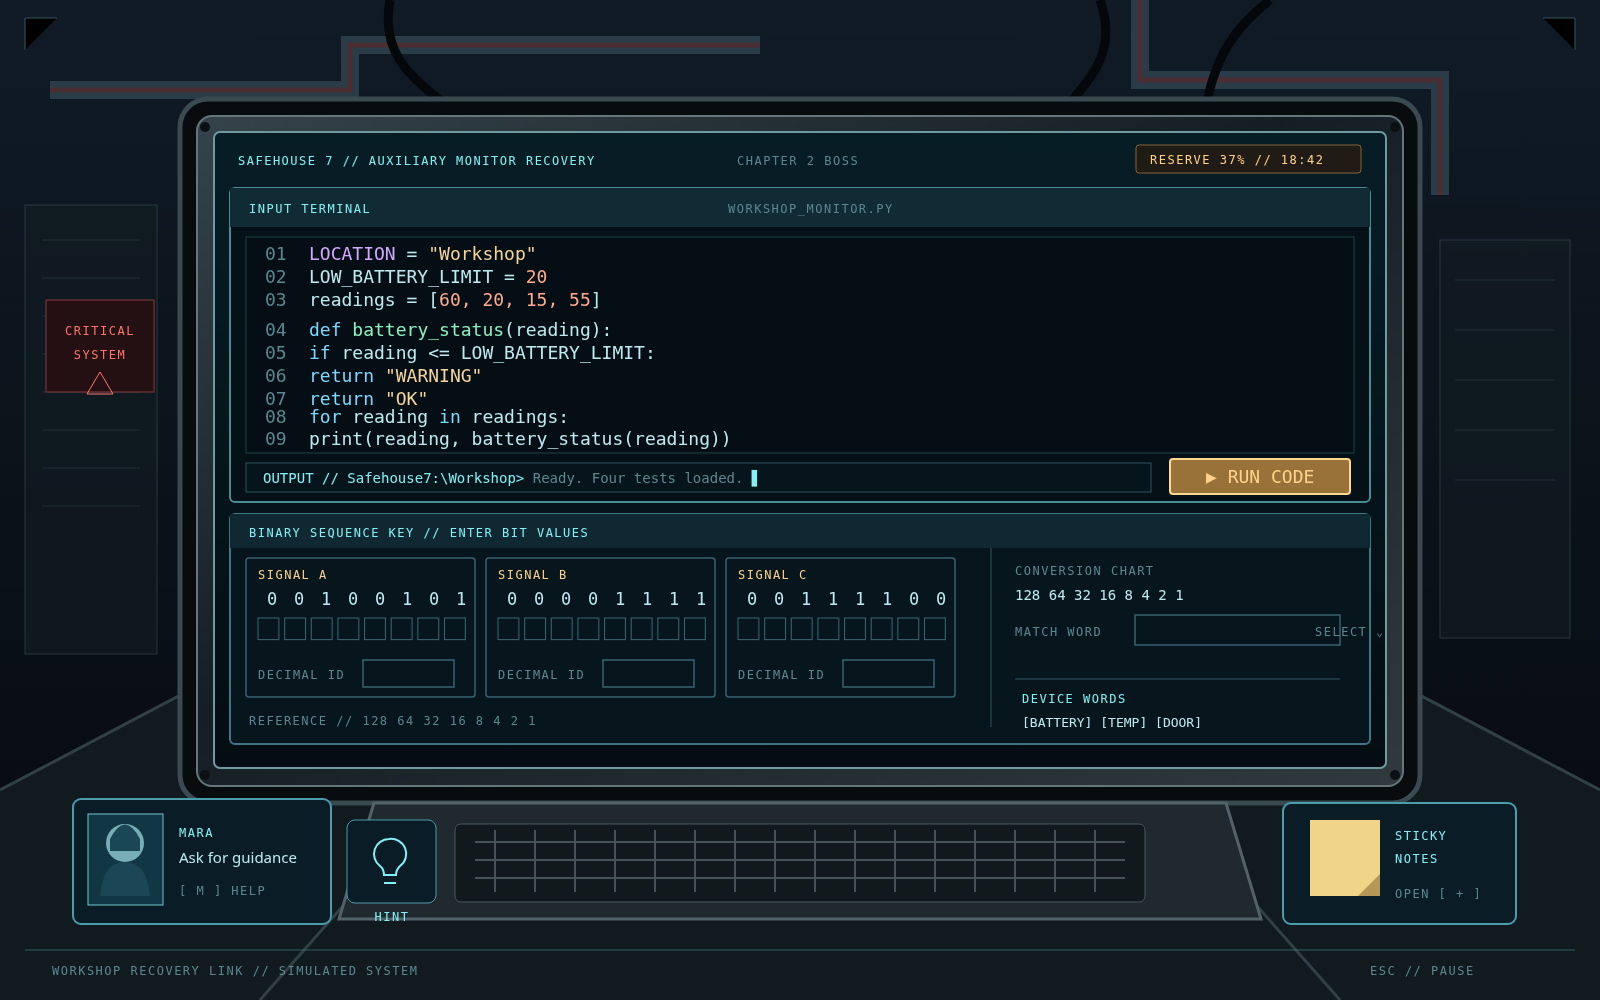 SAFEHOUSE 7 // AUXILIARY MONITOR RECOVERY
CHAPTER 2 BOSS
RESERVE 37% // 18:42
INPUT TERMINAL
WORKSHOP_MONITOR.PY
01 LOCATION = "Workshop"
02 LOW_BATTERY_LIMIT = 20
03 readings = [60, 20, 15, 55]
04 def battery_status(reading):
05 if reading <= LOW_BATTERY_LIMIT:
06 return "WARNING"
07 return "OK"
08 for reading in readings:
09 print(reading, battery_status(reading))
OUTPUT // Safehouse7:\Workshop> Ready. Four tests loaded.
▶ RUN CODE
CRITICAL
SYSTEM
BINARY SEQUENCE KEY // ENTER BIT VALUES
SIGNAL A
0 0 1 0 0 1 0 1
DECIMAL ID
SIGNAL B
0 0 0 0 1 1 1 1
DECIMAL ID
SIGNAL C
0 0 1 1 1 1 0 0
DECIMAL ID
REFERENCE // 128 64 32 16 8 4 2 1
CONVERSION CHART
128 64 32 16 8 4 2 1
MATCH WORD
SELECT ⌄
DEVICE WORDS
[BATTERY] [TEMP] [DOOR]
MARA
Ask for guidance
[ M ] HELP
HINT
STICKY
NOTES
OPEN [ + ]
WORKSHOP RECOVERY LINK // SIMULATED SYSTEM
ESC // PAUSE